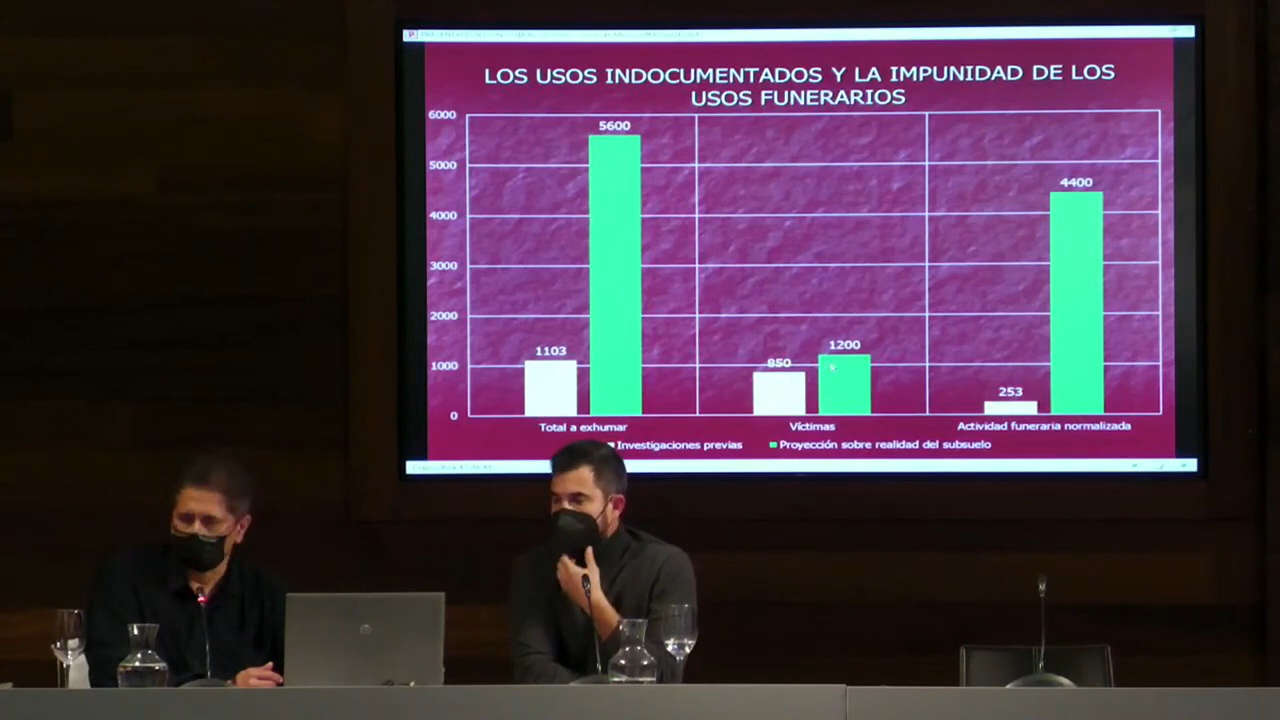 LOS USOS INDOCUMENTADOS Y LA IMPUNIDAD DE LOS
USOS FUNERARIOS
6000
5000
4000
3000
2000
1000
0
5600
1103
1200
850
4400
253
Total a exhumar
Víctimas
Actividad funeraria normalizada
Investigaciones previas
Proyección sobre realidad del subsuelo